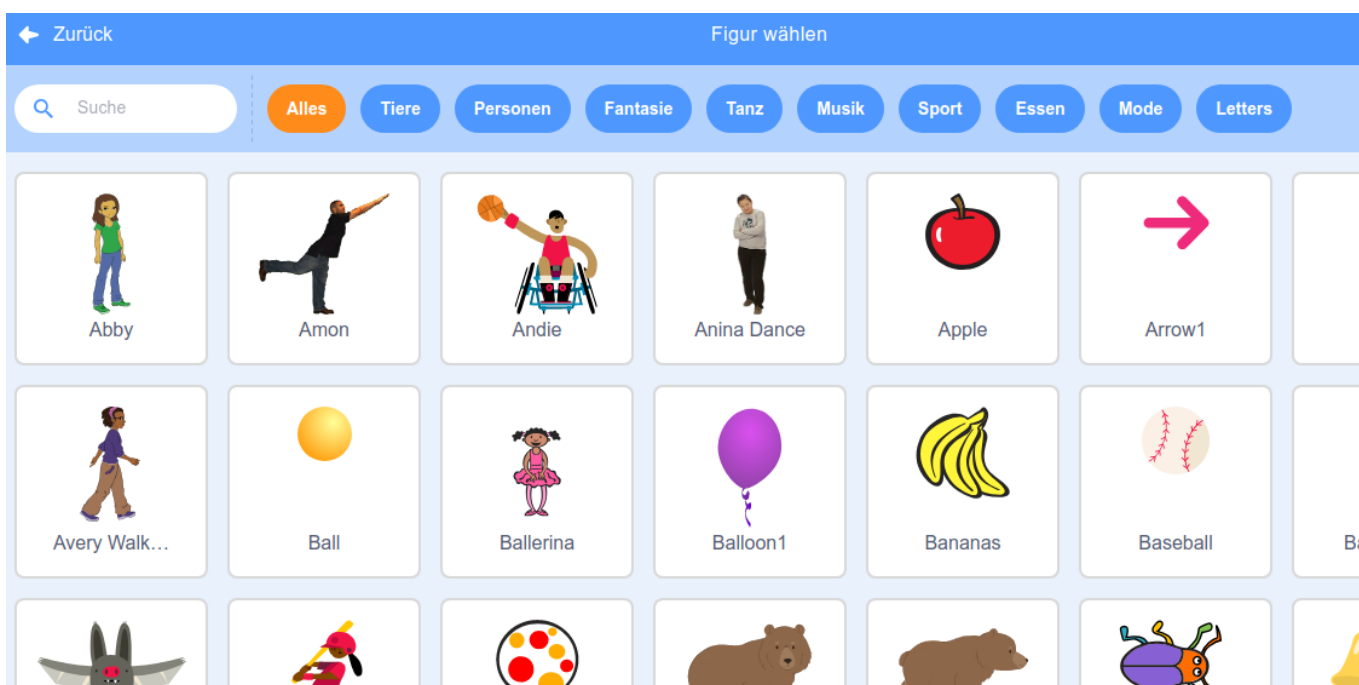 Zurück
Figur wählen
Suche
Alles Tiere Personen Fantasie Tanz Musik Sport Essen Mode Letters
Abby Amon Andie Anina Dance Apple Arrow1
Avery Walk… Ball Ballerina Balloon1 Bananas Baseball